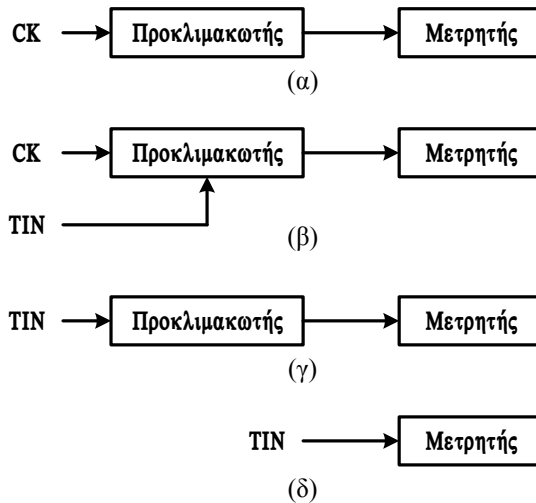 CK Προκλιμακωτής Μετρητής
(α)
CK Προκλιμακωτής Μετρητής
TIN
(β)
TIN Προκλιμακωτής Μετρητής
(γ)
TIN Μετρητής
(δ)